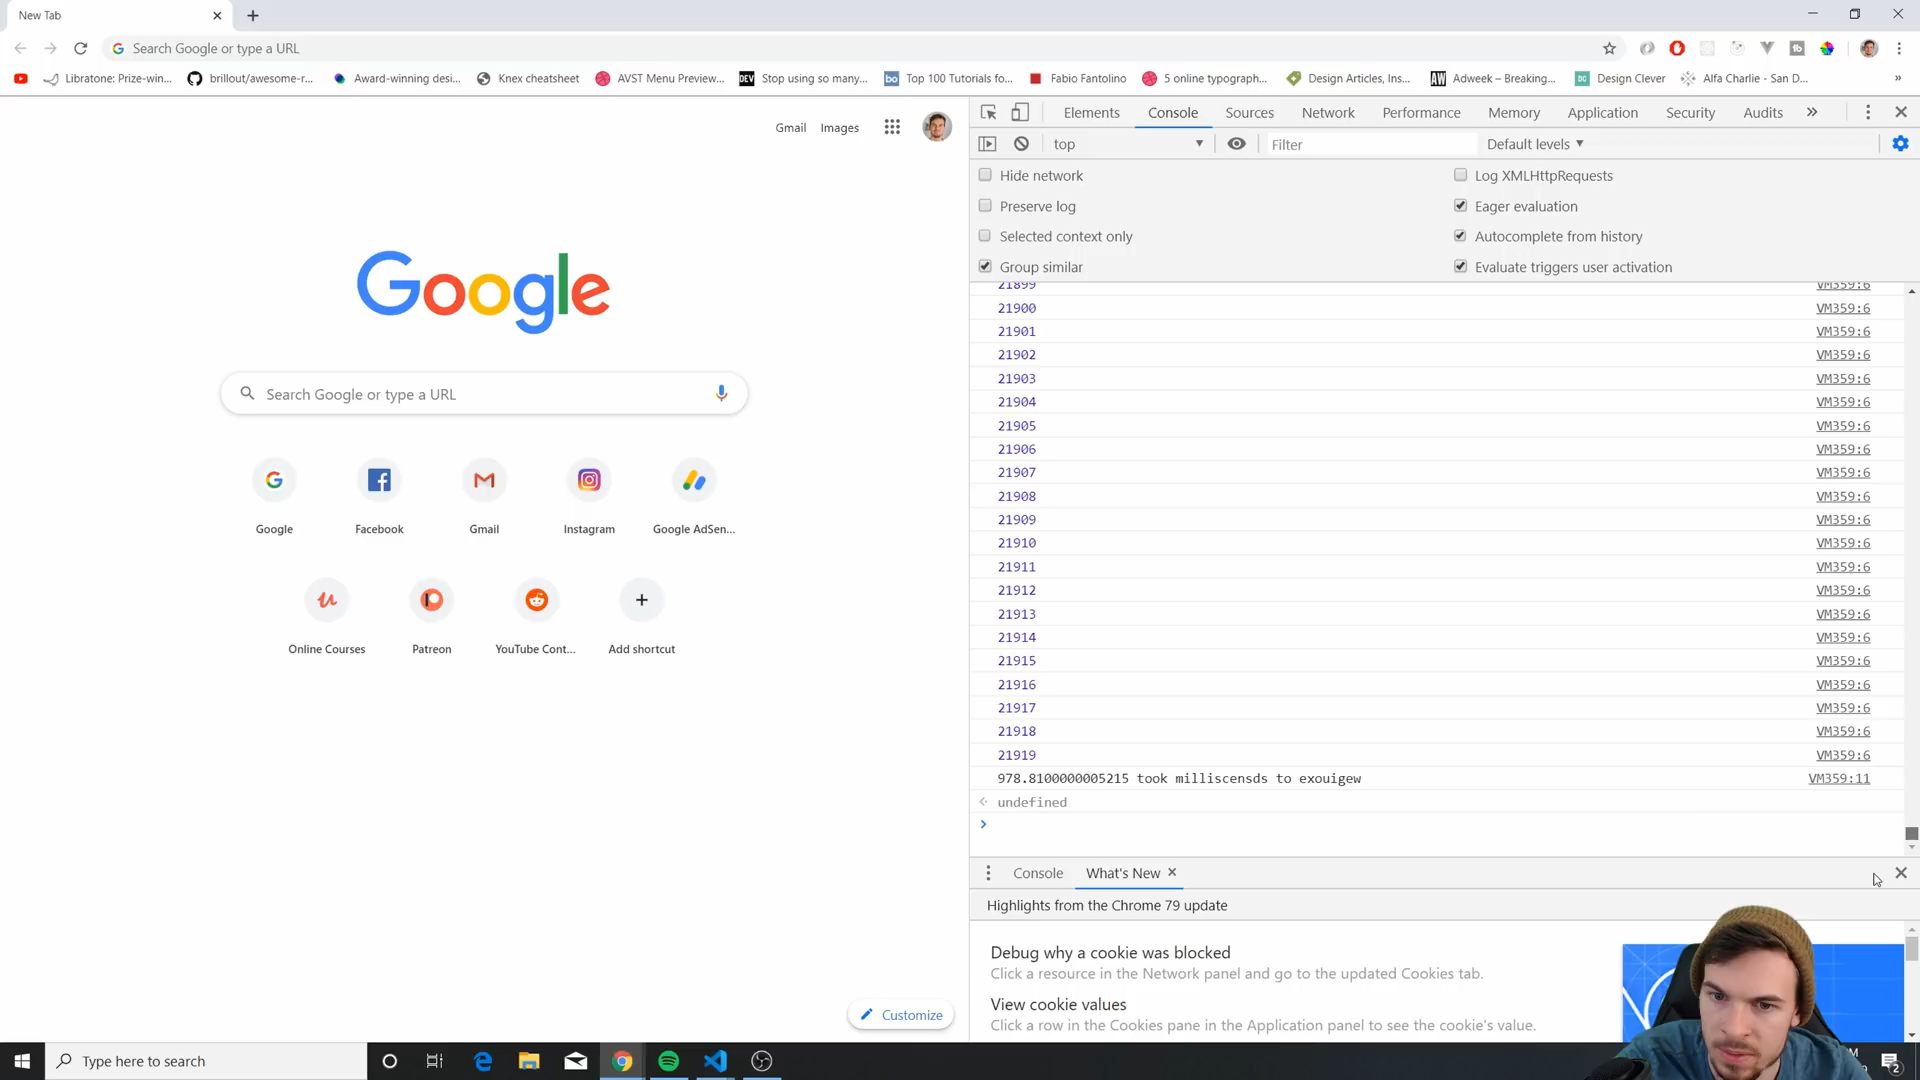 New Tab
Search Google or type a URL
Libratone: Prize-win...
brillout/awesome-r...
Award-winning desi...
Knex cheatsheet
AVST Menu Preview...
DEV
Stop using so many...
bo
Top 100 Tutorials fo...
Fabio Fantolino
5 online typograph...
Design Articles, Ins...
AW
Adweek – Breaking...
DC
Design Clever
Alfa Charlie - San D...
»
Gmail
Images
Google
Search Google or type a URL
Google
Facebook
Gmail
Instagram
Google AdSen...
Online Courses
Patreon
YouTube Cont...
Add shortcut
Customize
Elements
Console
Sources
Network
Performance
Memory
Application
Security
Audits
»
top
Filter
Default levels
Hide network
Log XMLHttpRequests
Preserve log
Eager evaluation
Selected context only
Autocomplete from history
Group similar
Evaluate triggers user activation
21899 VM359:6
21900 VM359:6
21901 VM359:6
21902 VM359:6
21903 VM359:6
21904 VM359:6
21905 VM359:6
21906 VM359:6
21907 VM359:6
21908 VM359:6
21909 VM359:6
21910 VM359:6
21911 VM359:6
21912 VM359:6
21913 VM359:6
21914 VM359:6
21915 VM359:6
21916 VM359:6
21917 VM359:6
21918 VM359:6
21919 VM359:6
978.8100000005215 took milliscensds to exouigew VM359:11
undefined
Console
What's New
Highlights from the Chrome 79 update
Debug why a cookie was blocked
Click a resource in the Network panel and go to the updated Cookies tab.
View cookie values
Click a row in the Cookies pane in the Application panel to see the cookie's value.
Type here to search
2